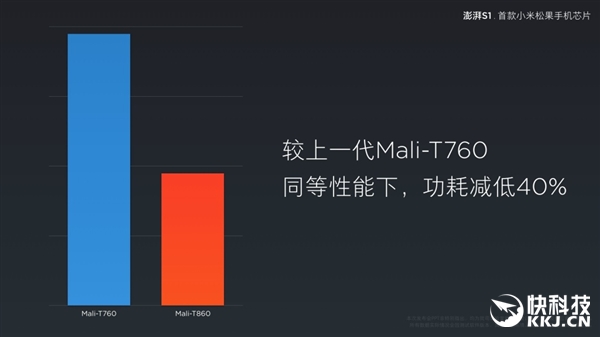 澎湃S1 . 首款小米松果手机芯片
较上一代Mali-T760
同等性能下，功耗减低40%
Mali-T760
Mali-T860
快科技
KKJ.CN